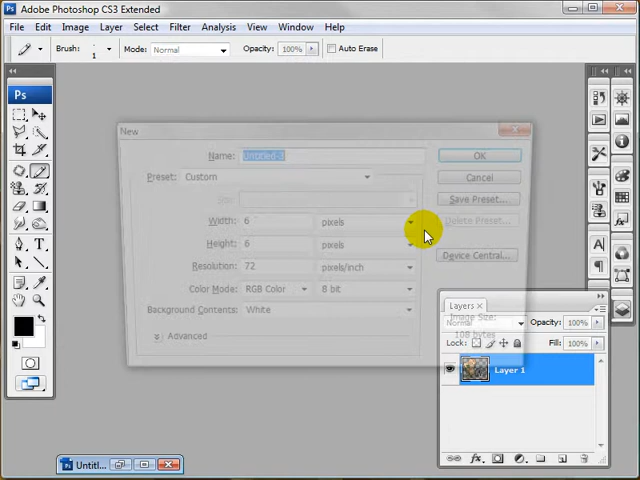 Ps Adobe Photoshop CS3 Extended
File Edit Image Layer Select Filter Analysis View Window Help
Brush: 1 Mode: Normal Opacity: 100% Auto Erase
Ps
New
Name: Untitled-3 OK
Preset: Custom Cancel
Size: Save Preset...
Width: 6 pixels Delete Preset...
Height: 6 pixels
Resolution: 72 pixels/inch Device Central...
Color Mode: RGB Color 8 bit
Background Contents: White
Advanced
Image Size:
108 bytes
Layers
Normal Opacity: 100%
Lock: Fill: 100%
Layer 1
Untitl...
T
A
fx